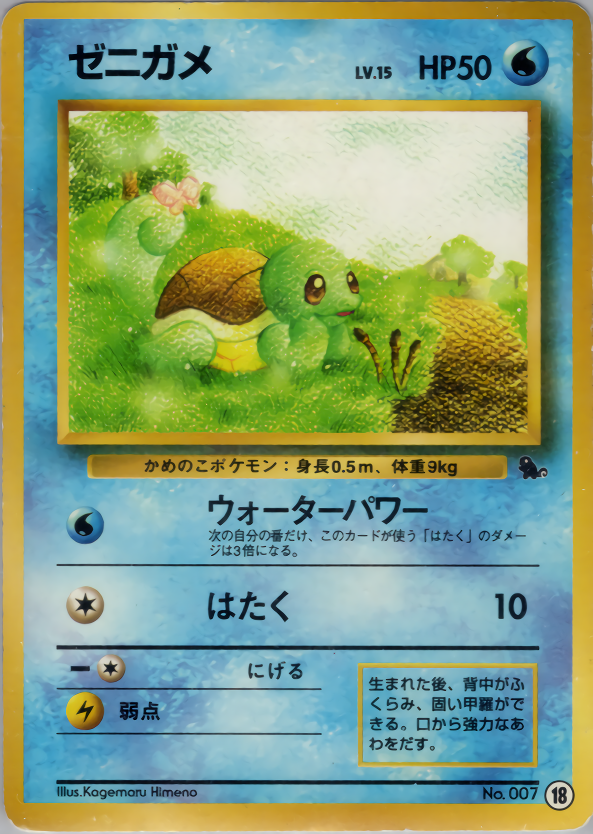 ゼニガメ LV.15 HP50
かめのこポケモン：身長0.5m、体重9kg
ウォーターパワー
次の自分の番だけ、このカードが使う「はたく」のダメー
ジは3倍になる。
はたく 10
ー にげる
弱点
生まれた後、背中がふ
くらみ、固い甲羅がで
きる。口から強力なあ
わをだす。
Illus.Kagemaru Himeno No. 007 18